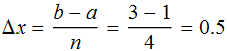 Δx = (b − a)/n = (3 − 1)/4 = 0.5